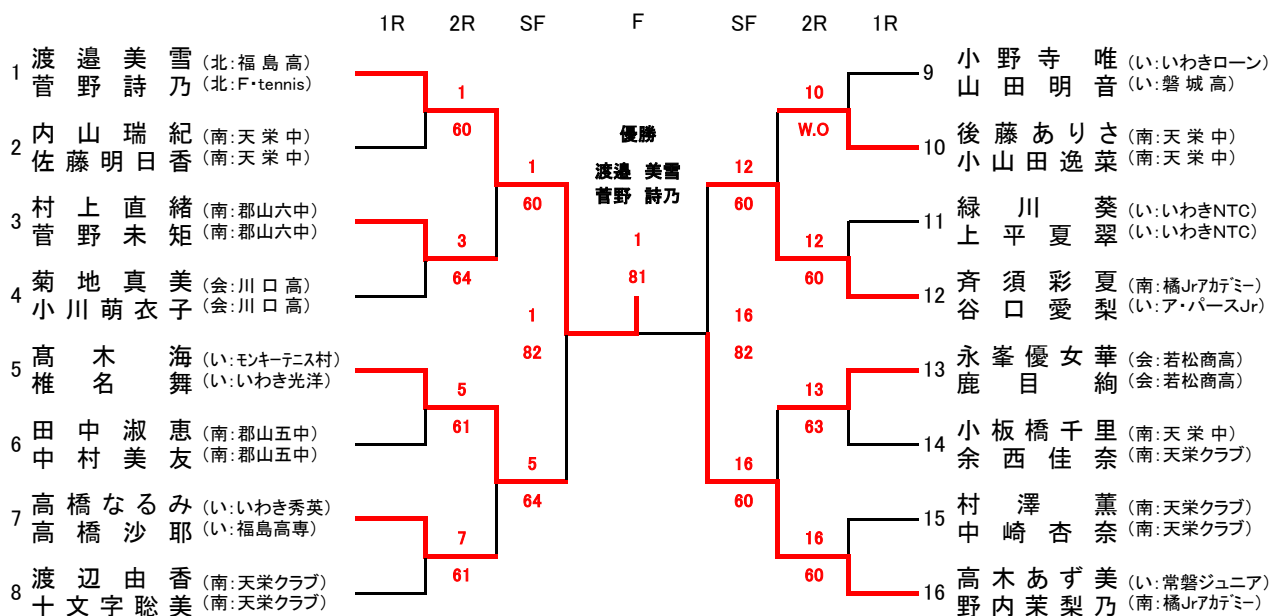 1R 2R SF F SF 2R 1R
1 渡邉美雪 (北:福島高)
菅野詩乃 (北:F・tennis)
2 内山瑞紀 (南:天栄中)
佐藤明日香 (南:天栄中)
3 村上直緒 (南:郡山六中)
菅野未矩 (南:郡山六中)
4 菊地真美 (会:川口高)
小川萌衣子 (会:川口高)
5 髙木海 (い:モンキーテニス村)
椎名舞 (い:いわき光洋)
6 田中淑恵 (南:郡山五中)
中村美友 (南:郡山五中)
7 高橋なるみ (い:いわき秀英)
高橋沙耶 (い:福島高専)
8 渡辺由香 (南:天栄クラブ)
十文字聡美 (南:天栄クラブ)
1
60
3
64
5
61
7
61
1
60
5
64
1
82
優勝
渡邉 美雪
菅野 詩乃
1
81
16
82
12
60
16
60
10
W.O
12
60
13
63
16
60
9 小野寺唯 (い:いわきローン)
山田明音 (い:磐城高)
10 後藤ありさ (南:天栄中)
小山田逸菜 (南:天栄中)
11 緑川葵 (い:いわきNTC)
上平夏翠 (い:いわきNTC)
12 斉須彩夏 (南:橘Jrアカデミー)
谷口愛梨 (い:ア・パースJr)
13 永峯優女華 (会:若松商高)
鹿目絢 (会:若松商高)
14 小板橋千里 (南:天栄中)
余西佳奈 (南:天栄クラブ)
15 村澤薫 (南:天栄クラブ)
中崎杏奈 (南:天栄クラブ)
16 高木あず美 (い:常磐ジュニア)
野内茉梨乃 (南:橘Jrアカデミー)